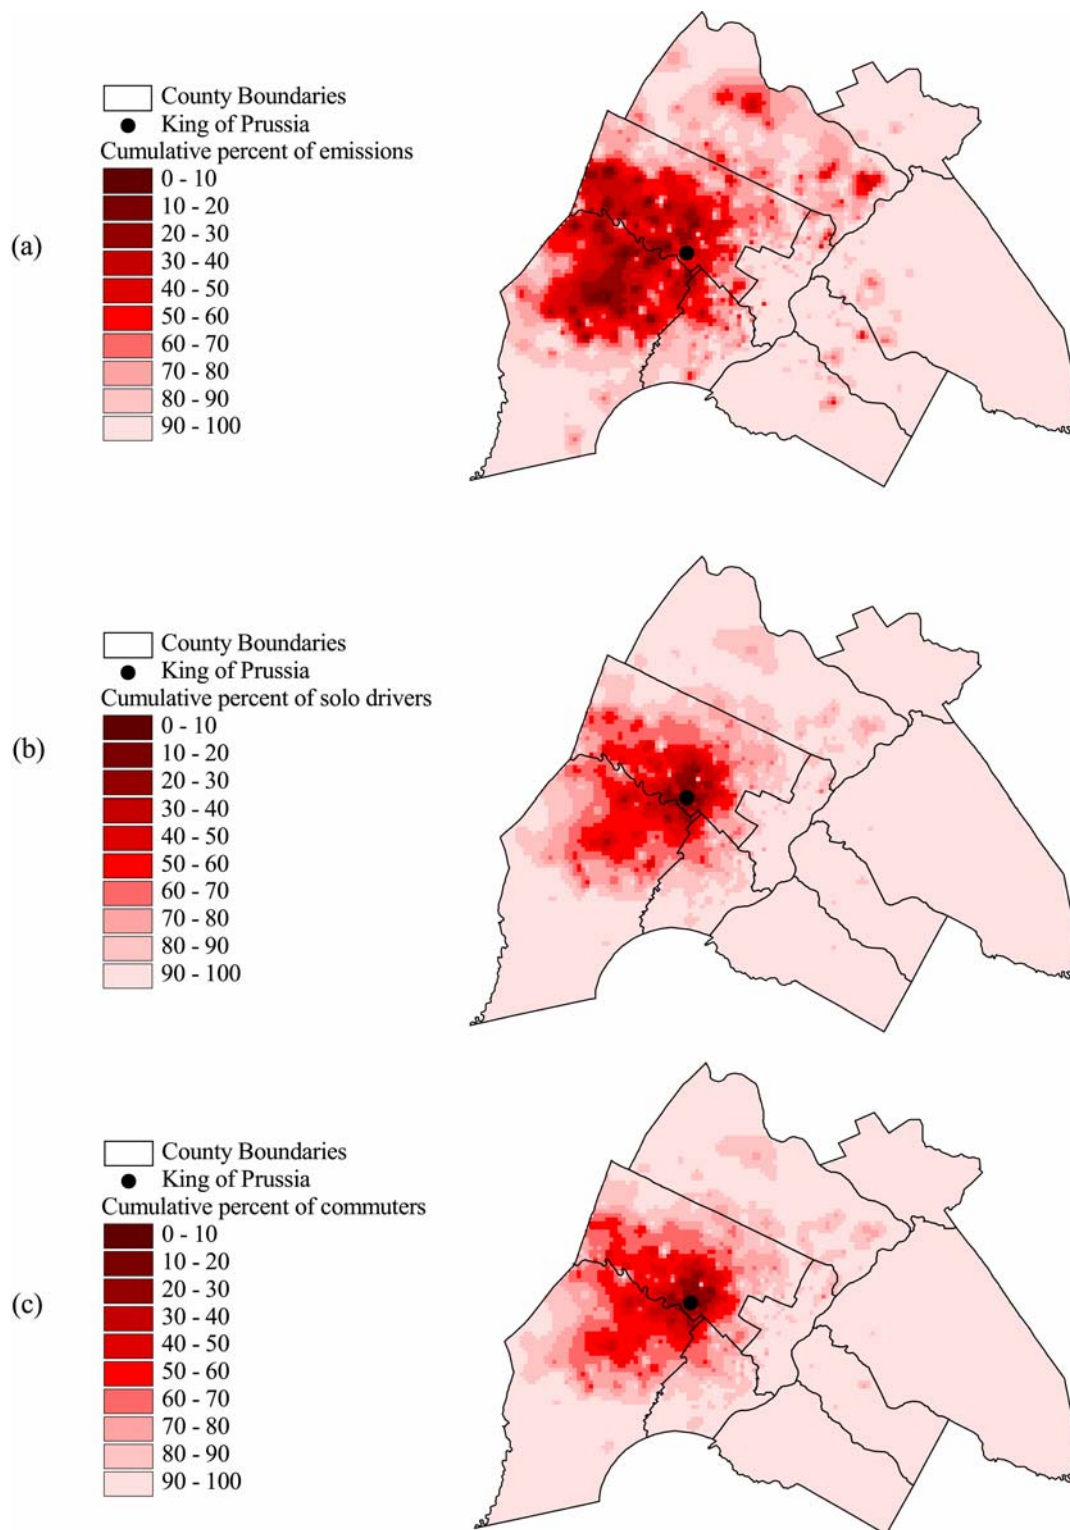 County Boundaries
King of Prussia
Cumulative percent of emissions
0 - 10
10 - 20
20 - 30
(a)
30 - 40
40 - 50
50 - 60
60 - 70
70 - 80
80 - 90
90 - 100
County Boundaries
King of Prussia
Cumulative percent of solo drivers
0 - 10
(b)
10 - 20
20 - 30
30 - 40
40 - 50
50 - 60
60 - 70
70 - 80
80 - 90
90 - 100
County Boundaries
King of Prussia
Cumulative percent of commuters
0 - 10
10 - 20
20 - 30
(c)
30 - 40
40 - 50
50 - 60
60 - 70
70 - 80
80 - 90
90 - 100